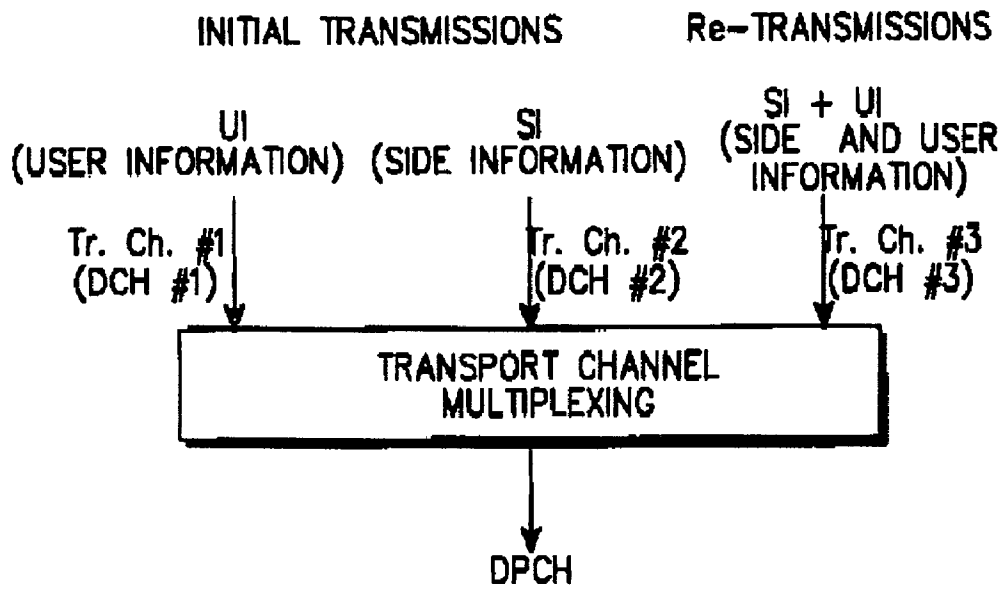 INITIAL TRANSMISSIONS
Re-TRANSMISSIONS
UI
(USER INFORMATION)
SI
(SIDE INFORMATION)
SI + UI
(SIDE AND USER
INFORMATION)
Tr. Ch. #1
(DCH #1)
Tr. Ch. #2
(DCH #2)
Tr. Ch. #3
(DCH #3)
TRANSPORT CHANNEL
MULTIPLEXING
DPCH